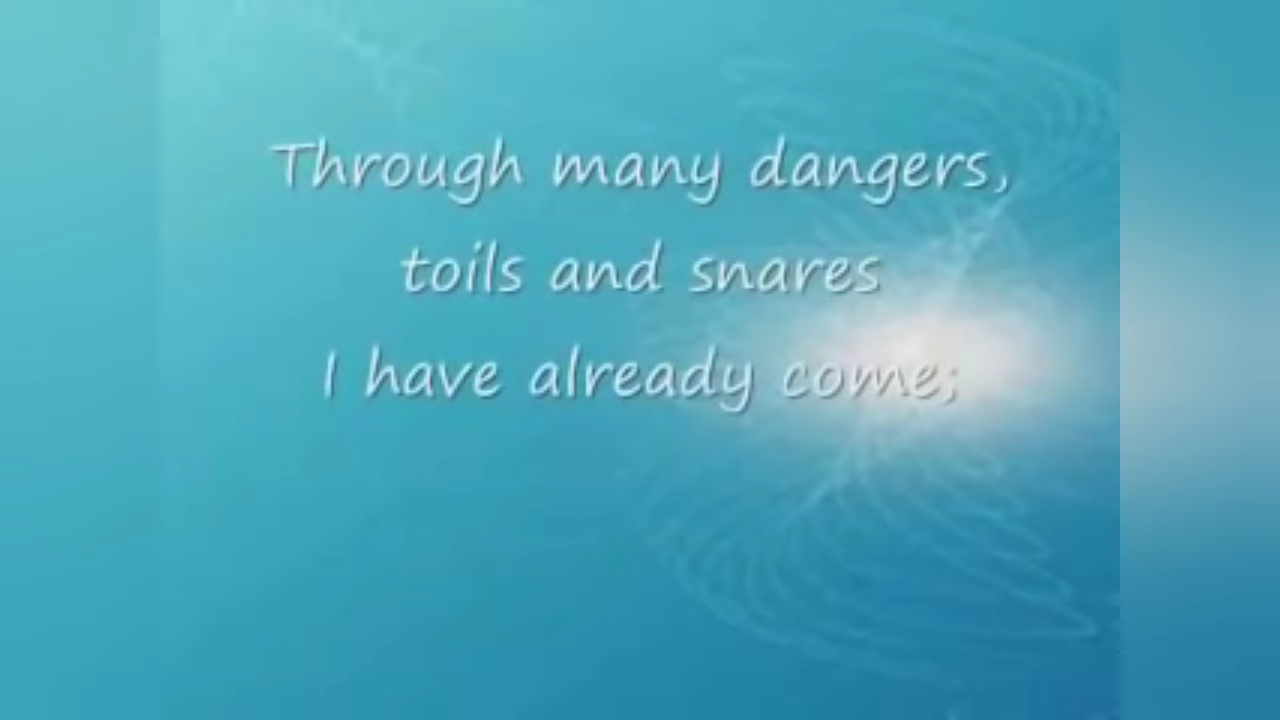 Through many dangers,
toils and snares
I have already come;